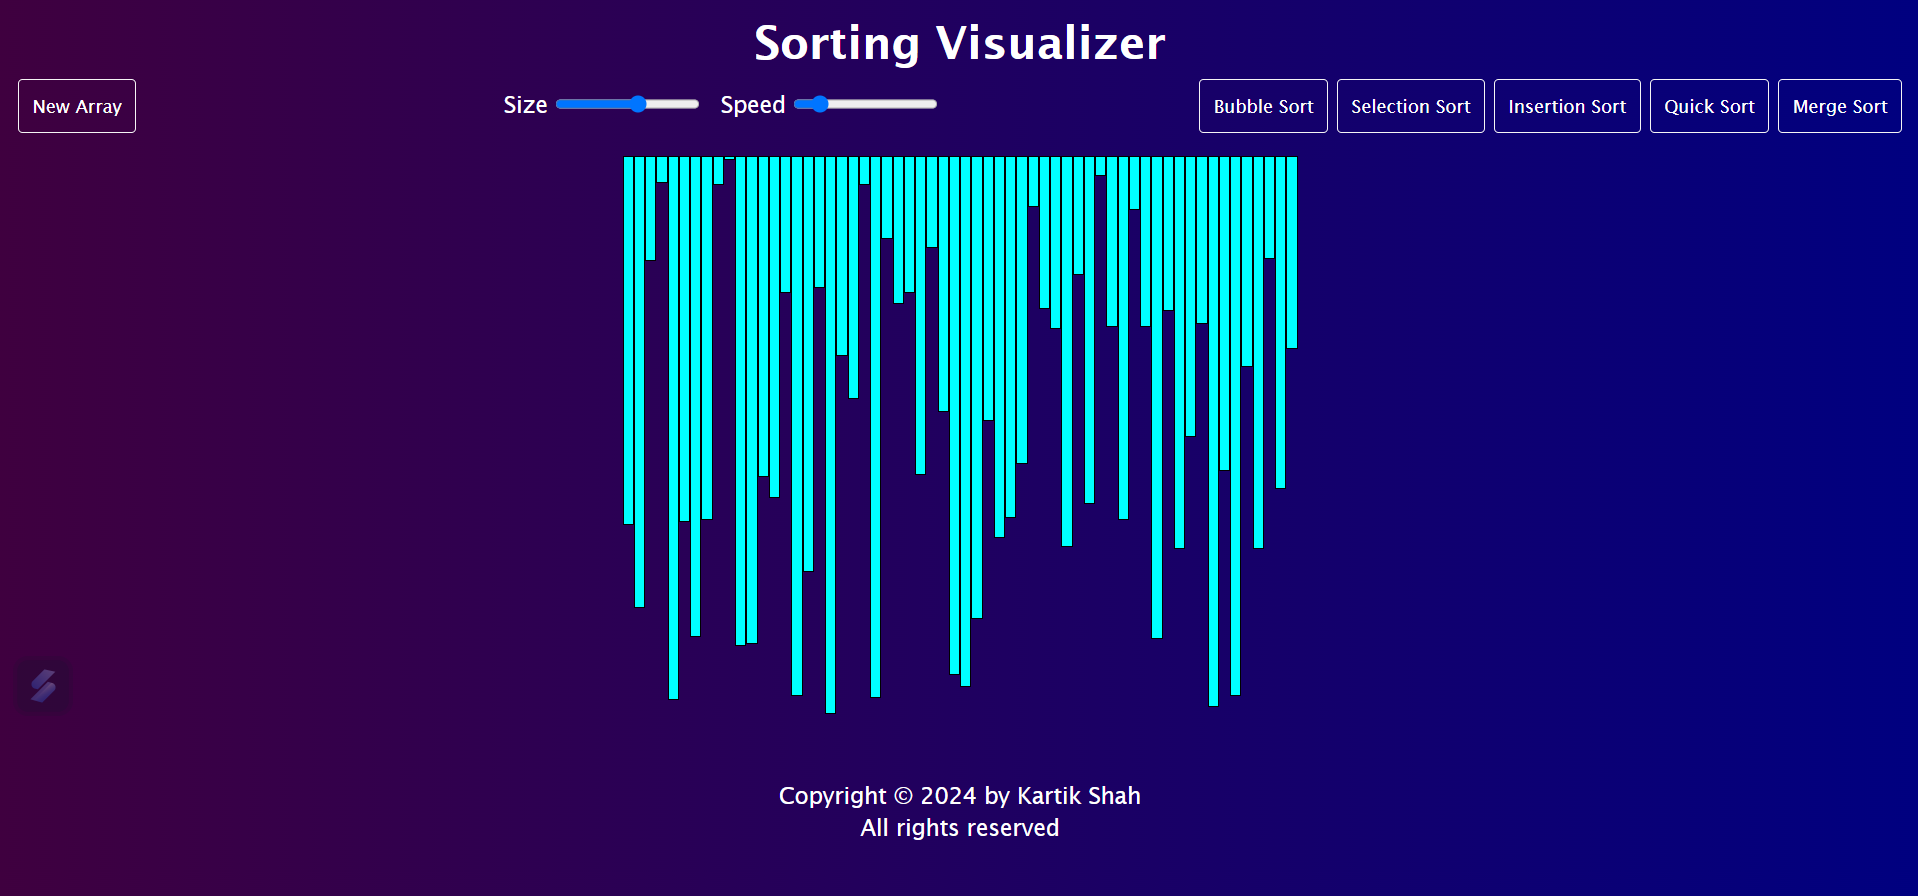 Sorting Visualizer
New Array
Size
Speed
Bubble Sort
Selection Sort
Insertion Sort
Quick Sort
Merge Sort
Copyright © 2024 by Kartik Shah
All rights reserved